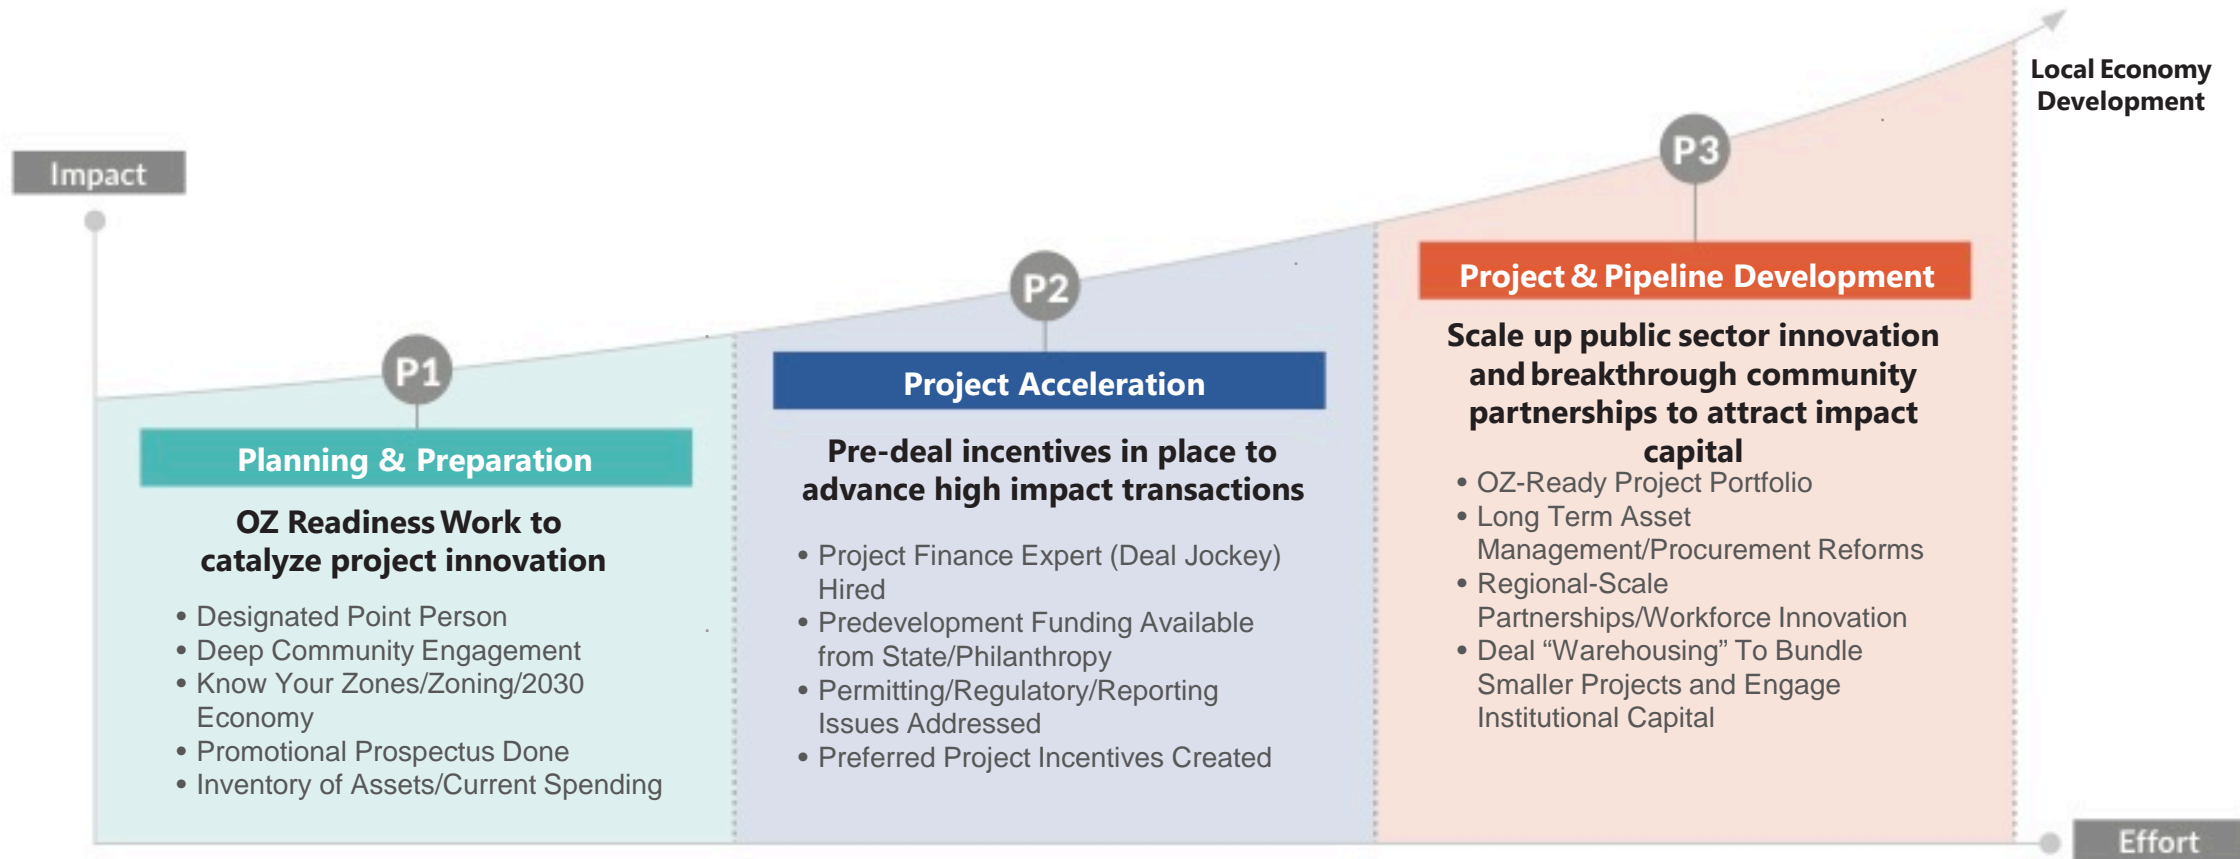 Impact
P1
Planning & Preparation
OZ Readiness Work to
catalyze project innovation
• Designated Point Person
• Deep Community Engagement
• Know Your Zones/Zoning/2030
Economy
• Promotional Prospectus Done
• Inventory of Assets/Current Spending
P2
Project Acceleration
Pre-deal incentives in place to
advance high impact transactions
• Project Finance Expert (Deal Jockey)
Hired
• Predevelopment Funding Available
from State/Philanthropy
• Permitting/Regulatory/Reporting
Issues Addressed
• Preferred Project Incentives Created
P3
Project & Pipeline Development
Scale up public sector innovation
and breakthrough community
partnerships to attract impact
capital
• OZ-Ready Project Portfolio
• Long Term Asset
Management/Procurement Reforms
• Regional-Scale
Partnerships/Workforce Innovation
• Deal “Warehousing” To Bundle
Smaller Projects and Engage
Institutional Capital
Local Economy
Development
Effort